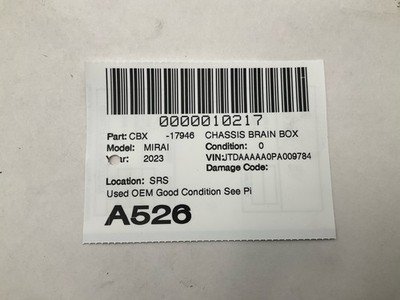 0000010217
Part: CBX -17946 CHASSIS BRAIN BOX
Model: MIRAI Condition: 0
Year: 2023 VIN:JTDAAAAA0PA009784
Damage Code:
Location: SRS
Used OEM Good Condition See Pi
A526